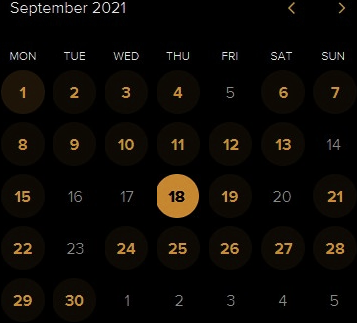 September 2021
MON TUE WED THU FRI SAT SUN
1 2 3 4 5 6 7
8 9 10 11 12 13 14
15 16 17 18 19 20 21
22 23 24 25 26 27 28
29 30 1 2 3 4 5